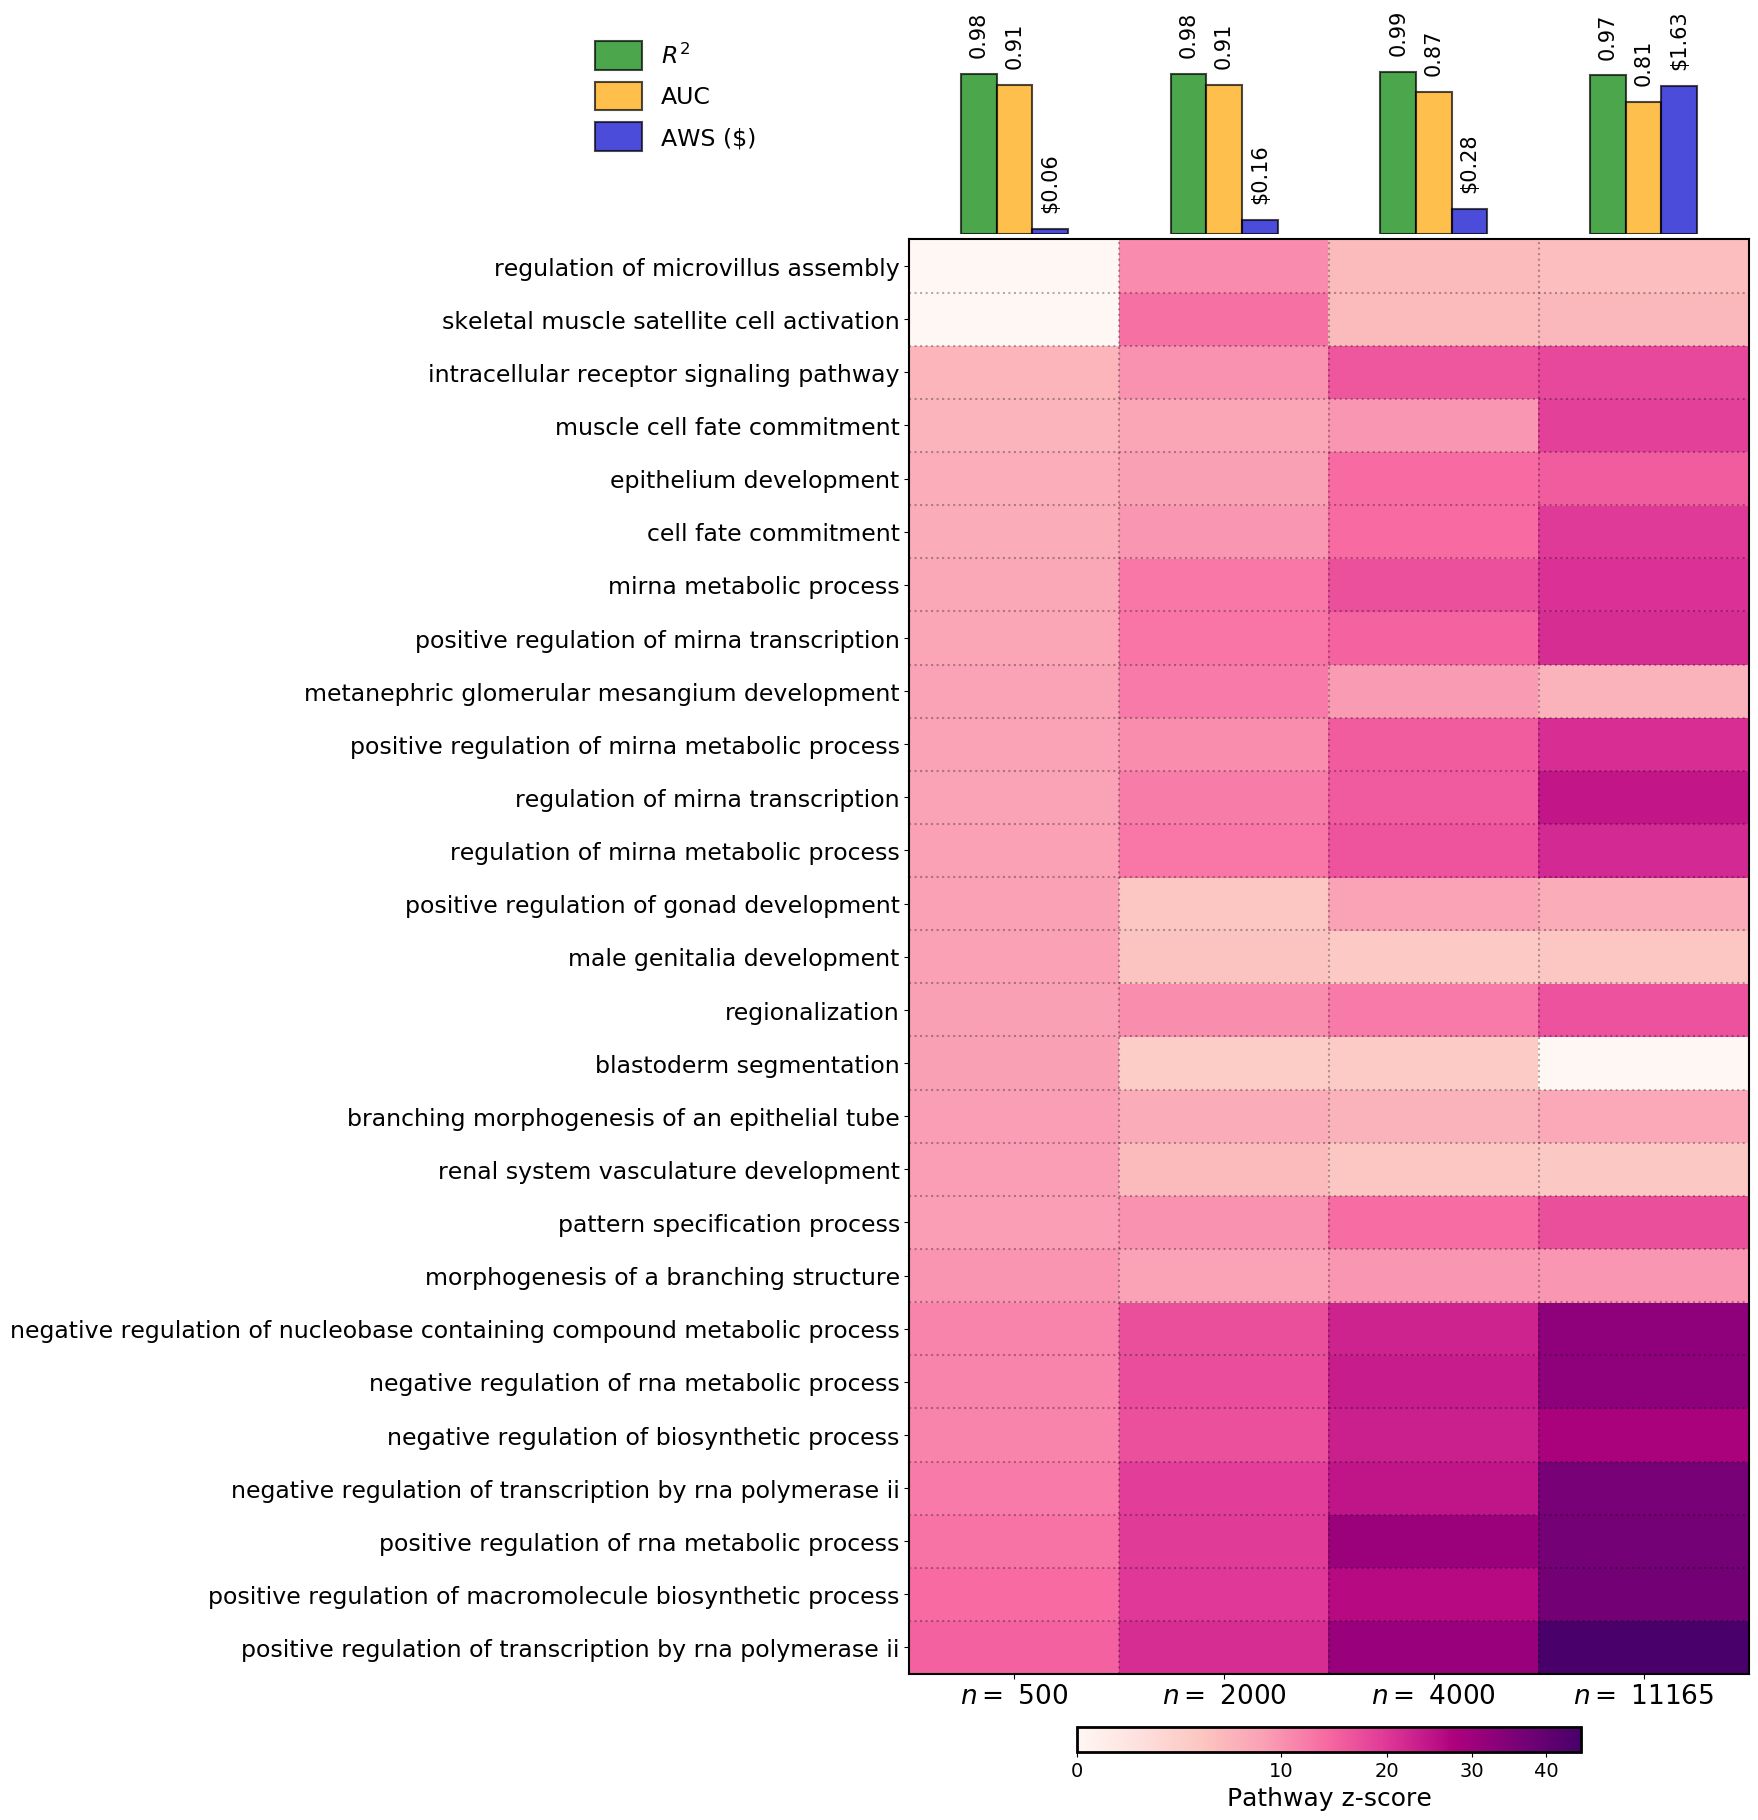 R²
AUC
AWS ($)
0.98
0.91
$0.06
0.98
0.91
$0.16
0.99
0.87
$0.28
0.97
0.81
$1.63
regulation of microvillus assembly
skeletal muscle satellite cell activation
intracellular receptor signaling pathway
muscle cell fate commitment
epithelium development
cell fate commitment
mirna metabolic process
positive regulation of mirna transcription
metanephric glomerular mesangium development
positive regulation of mirna metabolic process
regulation of mirna transcription
regulation of mirna metabolic process
positive regulation of gonad development
male genitalia development
regionalization
blastoderm segmentation
branching morphogenesis of an epithelial tube
renal system vasculature development
pattern specification process
morphogenesis of a branching structure
negative regulation of nucleobase containing compound metabolic process
negative regulation of rna metabolic process
negative regulation of biosynthetic process
negative regulation of transcription by rna polymerase ii
positive regulation of rna metabolic process
positive regulation of macromolecule biosynthetic process
positive regulation of transcription by rna polymerase ii
n = 500 n = 2000 n = 4000 n = 11165
0 10 20 30 40
Pathway z-score